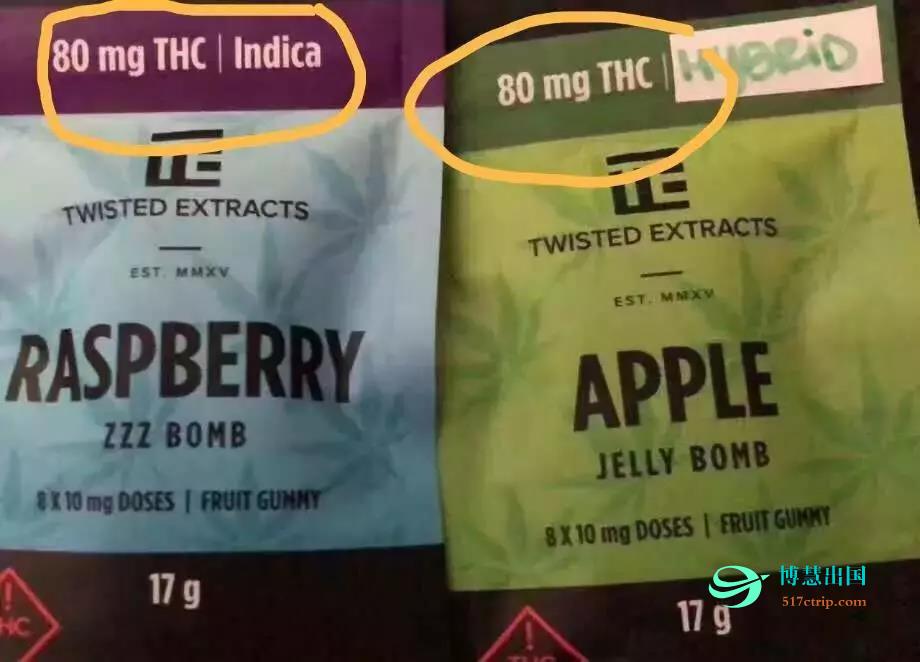 80 mg THC | Indica
TWISTED EXTRACTS
EST. MMXV
RASPBERRY
ZZZ BOMB
8 X 10 mg DOSES | FRUIT GUMMY
17 g
!
THC
80 mg THC | HYBRiD
TE
TWISTED EXTRACTS
EST. MMXV
APPLE
JELLY BOMB
8 X 10 mg DOSES | FRUIT GUMMY
17 g
!
THC
博慧出国
517ctrip.com